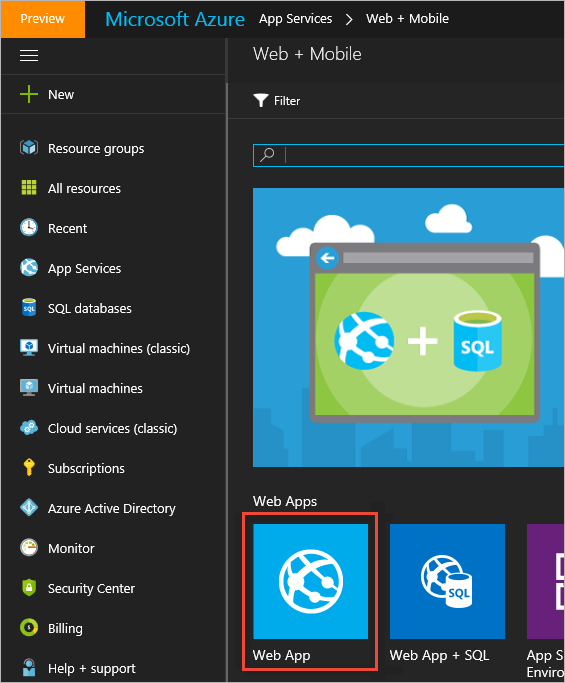 Preview
Microsoft Azure App Services > Web + Mobile
New
Resource groups
All resources
Recent
App Services
SQL databases
SQL
Virtual machines (classic)
Virtual machines
Cloud services (classic)
Subscriptions
Azure Active Directory
Monitor
Security Center
Billing
Help + support
Web + Mobile
Filter
+
SQL
Web Apps
SQL
Web App
Web App + SQL
App S
Enviro